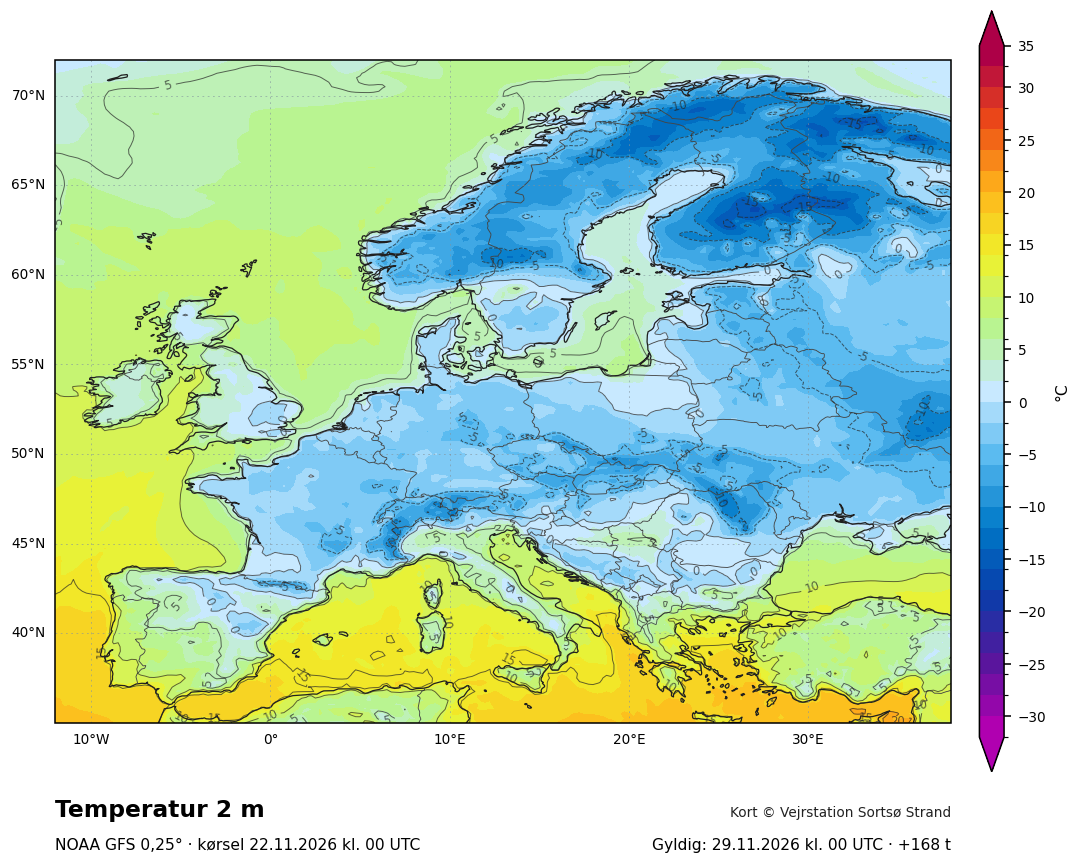 35
30
25
20
15
10
5
0
−5
−10
−15
−20
−25
−30
°C
70°N
65°N
60°N
55°N
50°N
45°N
40°N
10°W 0° 10°E 20°E 30°E
Temperatur 2 m
Kort © Vejrstation Sortsø Strand
NOAA GFS 0,25° · kørsel 22.11.2026 kl. 00 UTC
Gyldig: 29.11.2026 kl. 00 UTC · +168 t